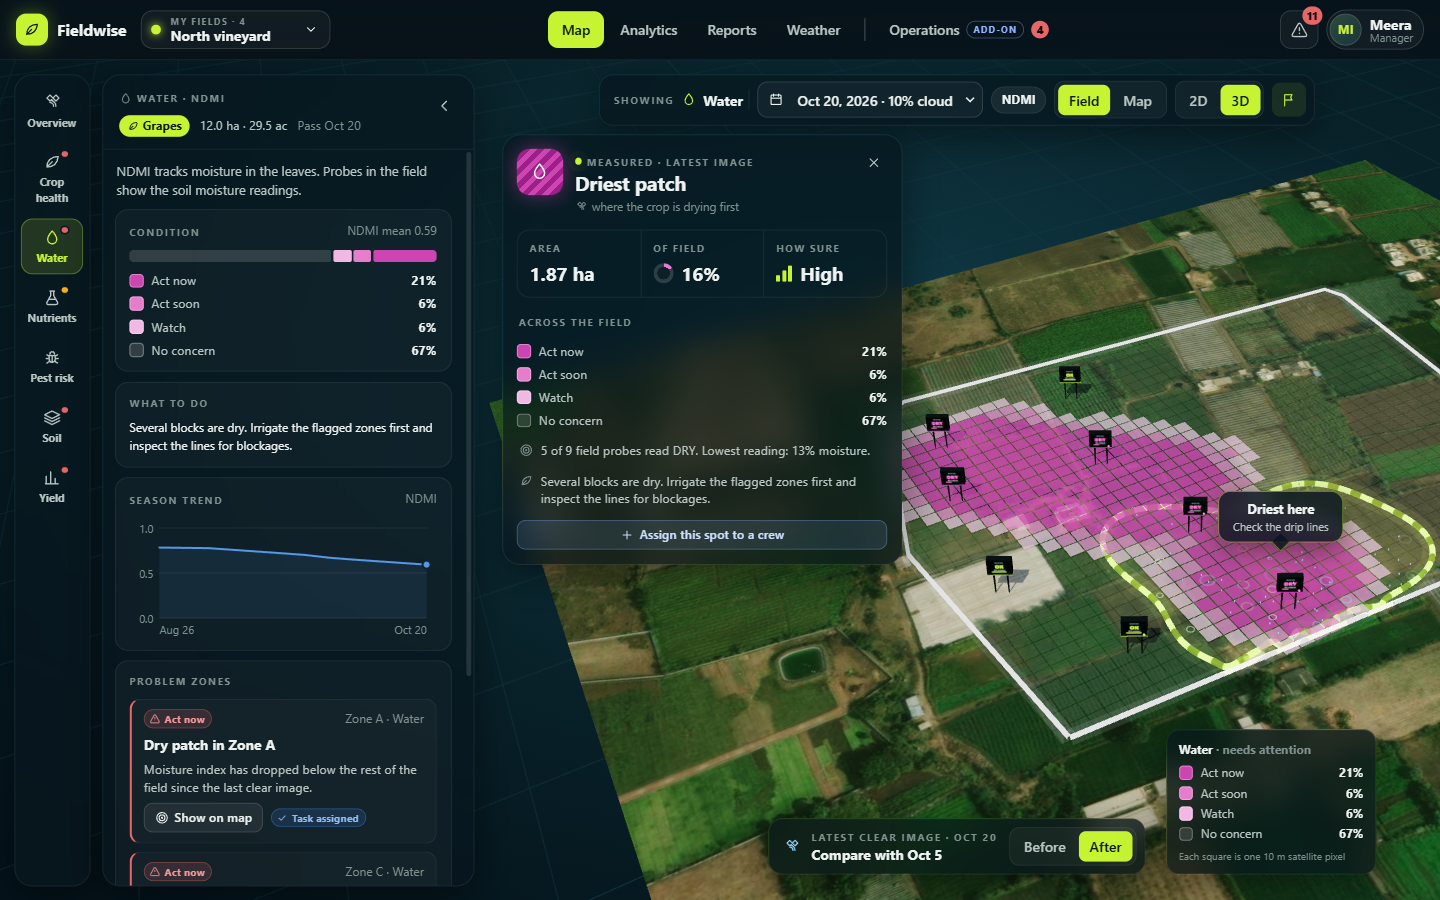 Fieldwise
MY FIELDS · 4
North vineyard
Map
Analytics
Reports
Weather
Operations
ADD-ON
4
11
MI
Meera
Manager
Overview
Crop
health
Water
Nutrients
Pest risk
Soil
Yield
WATER · NDMI
Grapes
12.0 ha · 29.5 ac
Pass Oct 20
NDMI tracks moisture in the leaves. Probes in the field
show the soil moisture readings.
CONDITION
NDMI mean 0.59
Act now 21%
Act soon 6%
Watch 6%
No concern 67%
WHAT TO DO
Several blocks are dry. Irrigate the flagged zones first and
inspect the lines for blockages.
SEASON TREND
NDMI
1.0
0.5
0.0
Aug 26
Oct 20
PROBLEM ZONES
Act now
Zone A · Water
Dry patch in Zone A
Moisture index has dropped below the rest of the
field since the last clear image.
Show on map
Task assigned
Act now
Zone C · Water
SHOWING
Water
Oct 20, 2026 · 10% cloud
NDMI
Field
Map
2D
3D
MEASURED · LATEST IMAGE
Driest patch
where the crop is drying first
AREA
1.87 ha
OF FIELD
16%
HOW SURE
High
ACROSS THE FIELD
Act now 21%
Act soon 6%
Watch 6%
No concern 67%
5 of 9 field probes read DRY. Lowest reading: 13% moisture.
Several blocks are dry. Irrigate the flagged zones first and
inspect the lines for blockages.
Assign this spot to a crew
OK
DRY
DRY
DRY
DRY
Driest here
Check the drip lines
OK
DRY
OK
LATEST CLEAR IMAGE · OCT 20
Compare with Oct 5
Before
After
Water · needs attention
Act now 21%
Act soon 6%
Watch 6%
No concern 67%
Each square is one 10 m satellite pixel